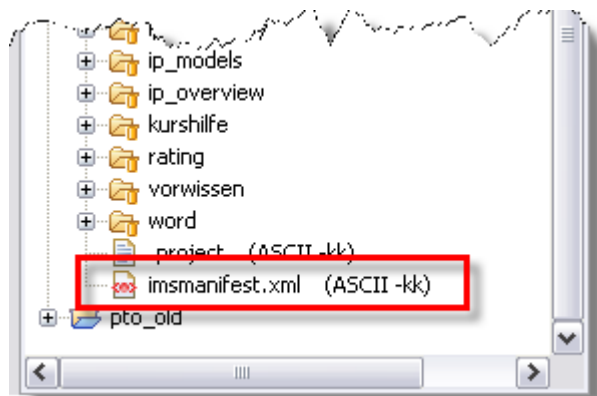 ip_models
ip_overview
kurshilfe
rating
vorwissen
word
.project (ASCII -kk)
imsmanifest.xml (ASCII -kk)
pto_old